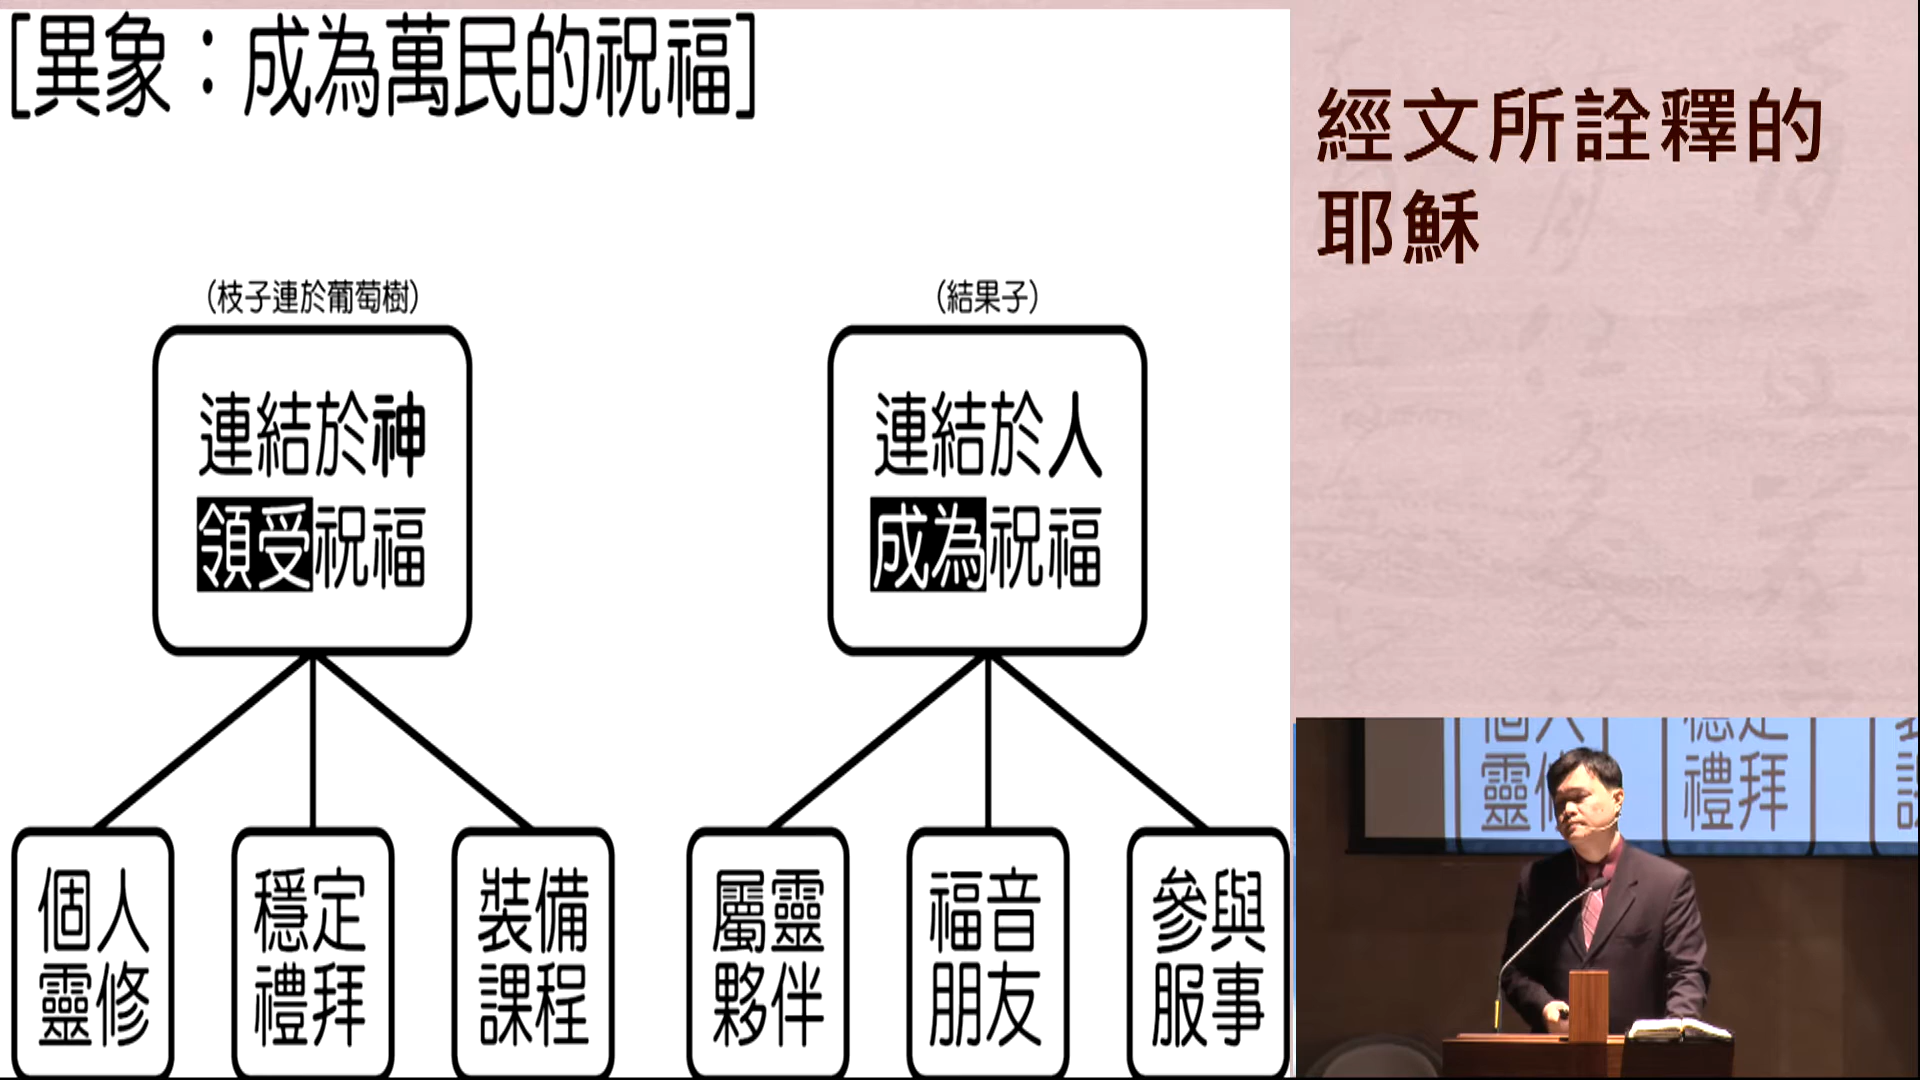 [異象：成為萬民的祝福]
(枝子連於葡萄樹)
連結於神
領受祝福
個人
靈修
穩定
禮拜
裝備
課程
(結果子)
連結於人
成為祝福
屬靈
夥伴
福音
朋友
參與
服事
經文所詮釋的
耶穌
靈
禮拜